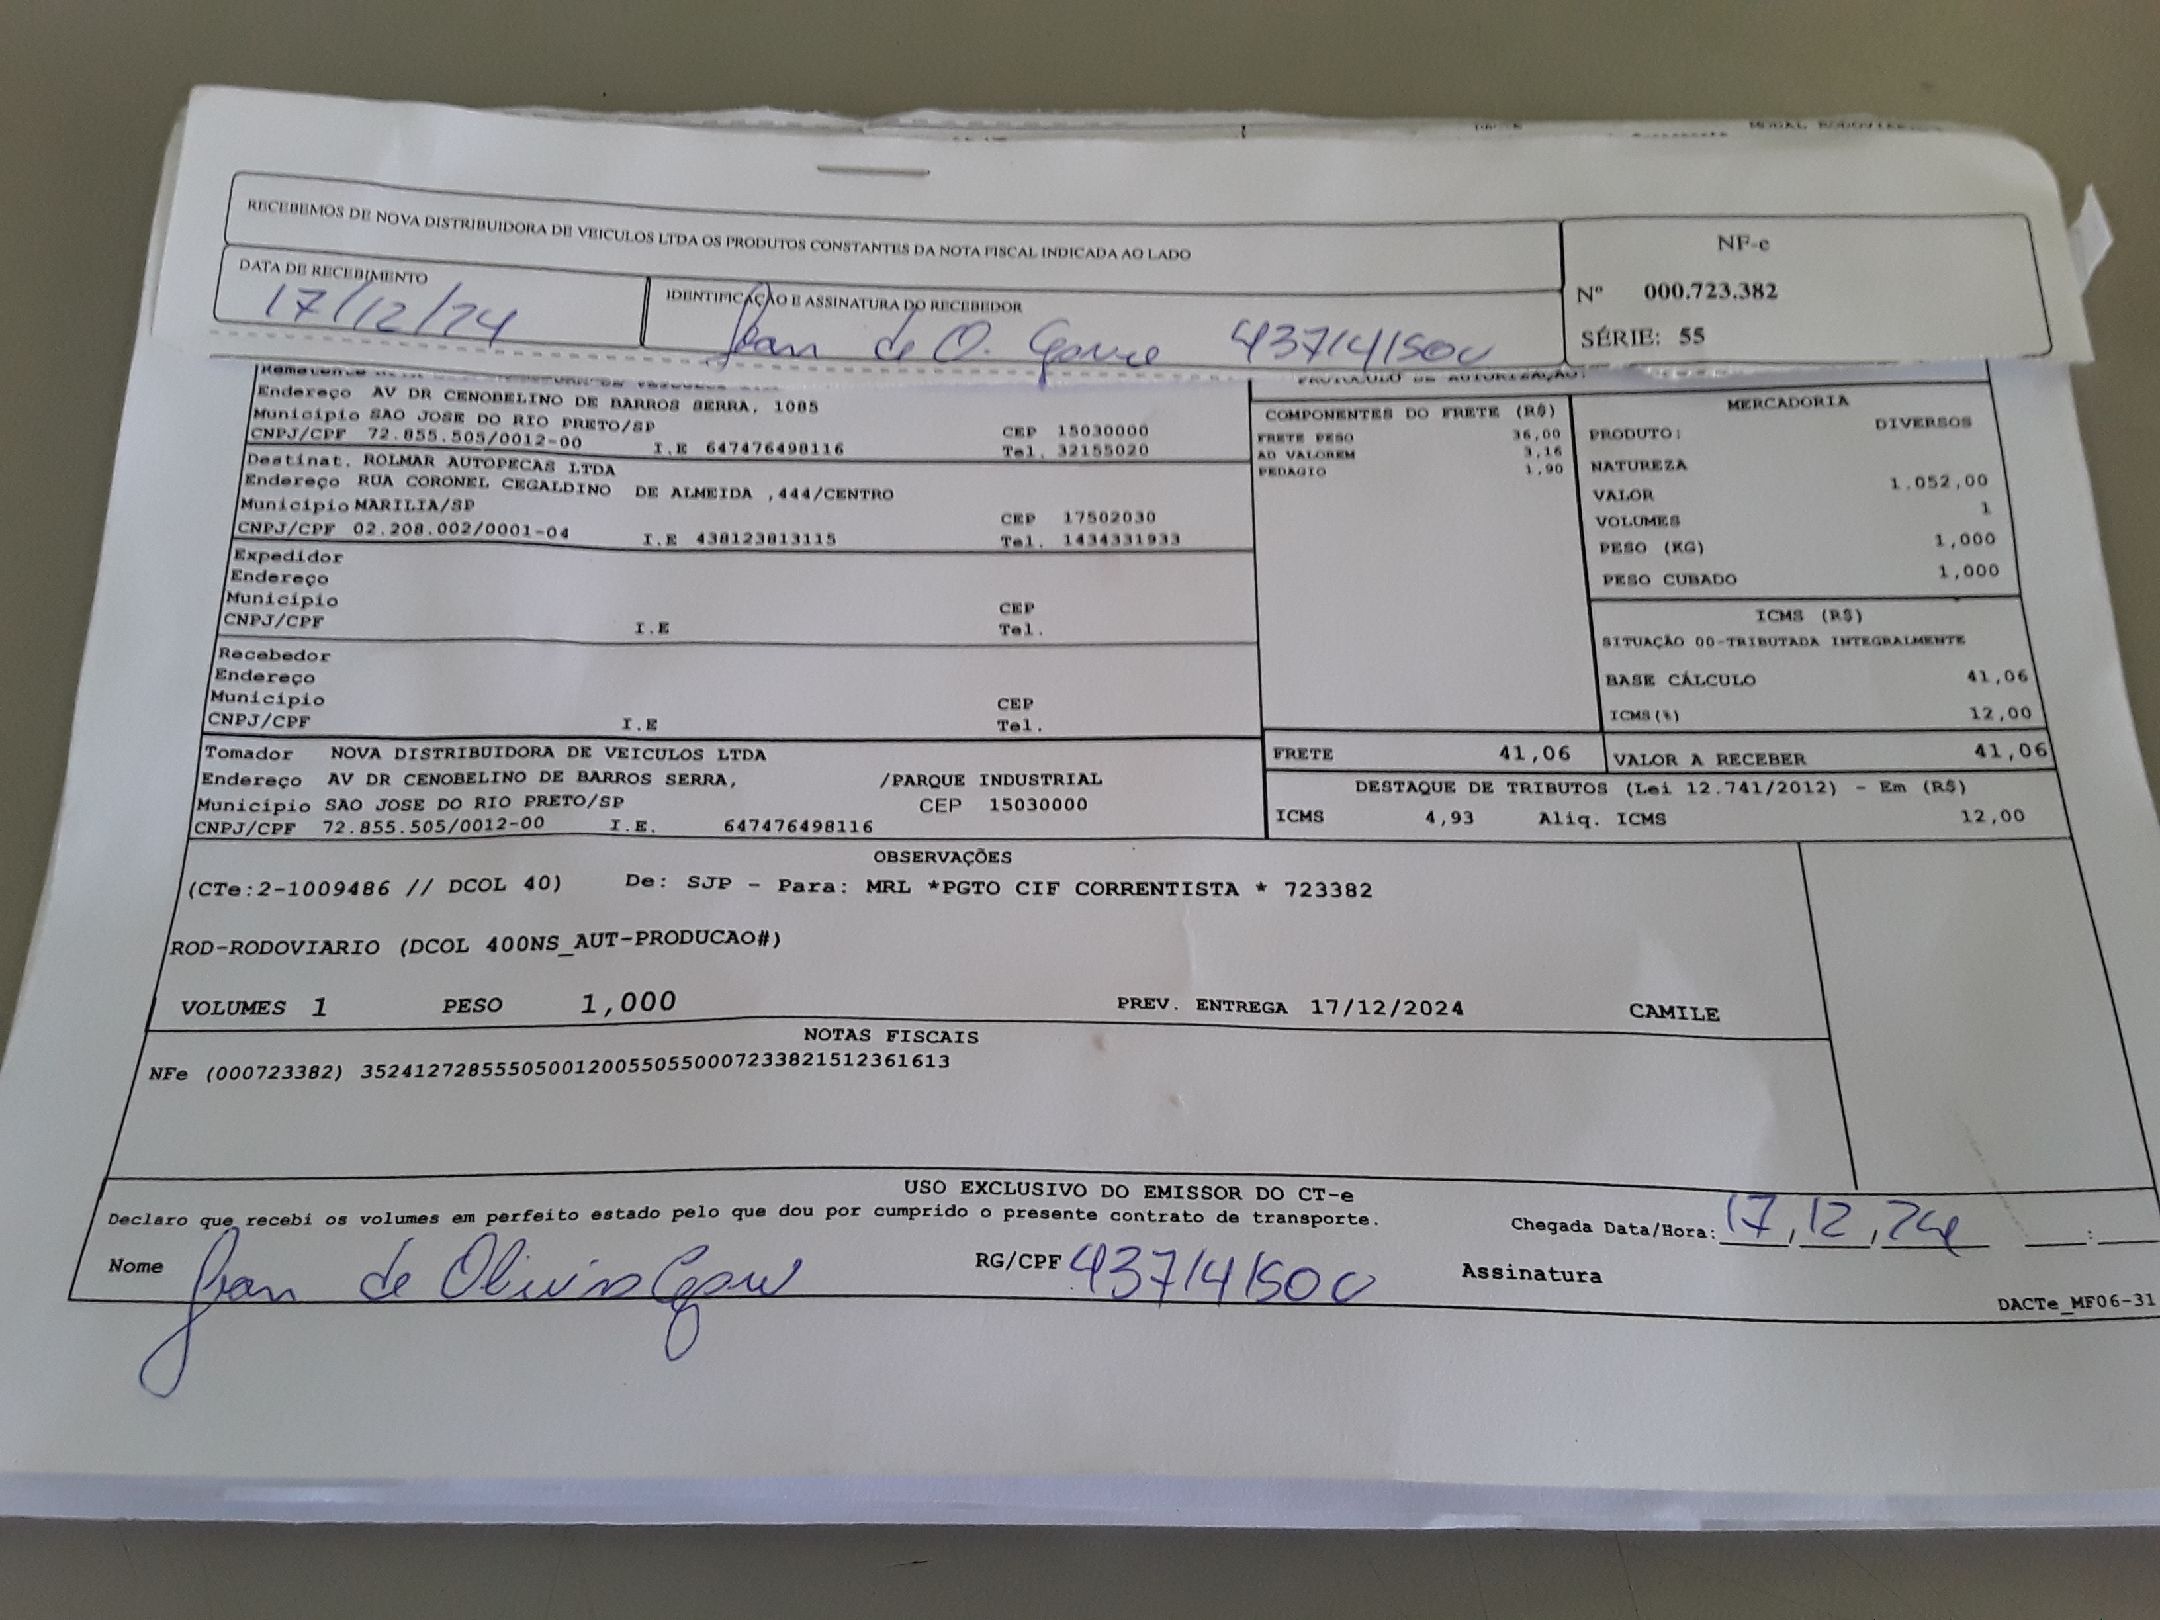 RECEBEMOS DE NOVA DISTRIBUIDORA DE VEICULOS LTDA OS PRODUTOS CONSTANTES DA NOTA FISCAL INDICADA AO LADO
NF-e
Nº 000.723.382
SÉRIE: 55
DATA DE RECEBIMENTO
17/12/24
IDENTIFICAÇÃO E ASSINATURA DO RECEBEDOR
Jean de O. 437141500
Endereço AV DR CENOBELINO DE BARROS SERRA, 1085
Municipio SAO JOSE DO RIO PRETO/SP CEP 15030000
CNPJ/CPF 72.855.505/0012-00 I.E 647476498116 Tel. 32155020
Destinat. ROLMAR AUTOPECAS LTDA
Endereço RUA CORONEL CEGALDINO DE ALMEIDA ,444/CENTRO
Municipio MARILIA/SP CEP 17502030
CNPJ/CPF 02.208.002/0001-04 I.E 438123813115 Tel. 1434331933
Expedidor
Endereço
Municipio CEP
CNPJ/CPF I.E Tel.
Recebedor
Endereço
Municipio CEP
CNPJ/CPF I.E Tel.
Tomador NOVA DISTRIBUIDORA DE VEICULOS LTDA
Endereço AV DR CENOBELINO DE BARROS SERRA, /PARQUE INDUSTRIAL
Municipio SAO JOSE DO RIO PRETO/SP CEP 15030000
CNPJ/CPF 72.855.505/0012-00 I.E. 647476498116
COMPONENTES DO FRETE (R$)
FRETE PESO 36,00
AD VALOREM 3,16
PEDAGIO 1,90
FRETE 41,06
MERCADORIA
PRODUTO: DIVERSOS
NATUREZA
VALOR 1.052,00
VOLUMES 1
PESO (KG) 1,000
PESO CUBADO 1,000
ICMS (R$)
SITUAÇÃO 00-TRIBUTADA INTEGRALMENTE
BASE CÁLCULO 41,06
ICMS(%) 12,00
VALOR A RECEBER 41,06
DESTAQUE DE TRIBUTOS (Lei 12.741/2012) - Em (R$)
ICMS 4,93 Aliq. ICMS 12,00
OBSERVAÇÕES
(CTe:2-1009486 // DCOL 40) De: SJP - Para: MRL *PGTO CIF CORRENTISTA * 723382
ROD-RODOVIARIO (DCOL 400NS_AUT-PRODUCAO#)
VOLUMES 1 PESO 1,000 PREV. ENTREGA 17/12/2024 CAMILE
NOTAS FISCAIS
NFe (000723382) 35241272855505001200550550007233821512361613
USO EXCLUSIVO DO EMISSOR DO CT-e
Declaro que recebi os volumes em perfeito estado pelo que dou por cumprido o presente contrato de transporte.
Chegada Data/Hora: 17,12,24 :
Nome Jean de Oliveira RG/CPF 437141500 Assinatura
DACTe_MF06-31